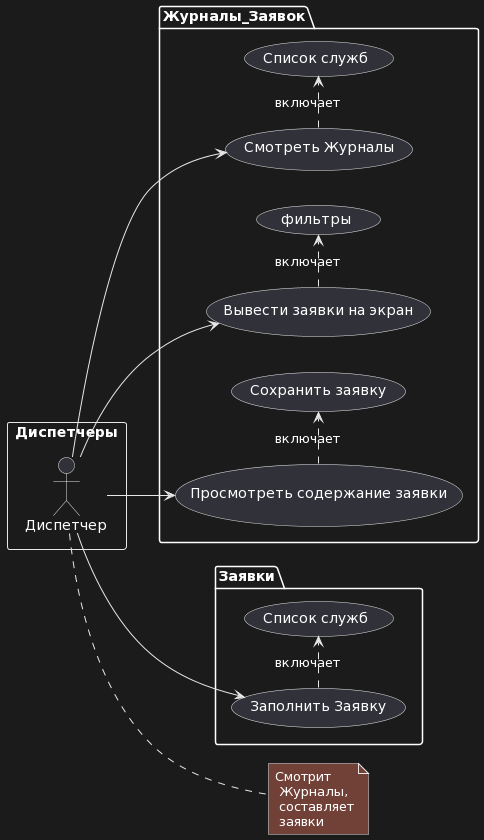 Журналы_Заявок
Список служб
включает
Смотреть Журналы
фильтры
включает
Вывести заявки на экран
Сохранить заявку
включает
Просмотреть содержание заявки
Диспетчеры
Диспетчер
Заявки
Список служб
включает
Заполнить Заявку
Смотрит
Журналы,
составляет
заявки